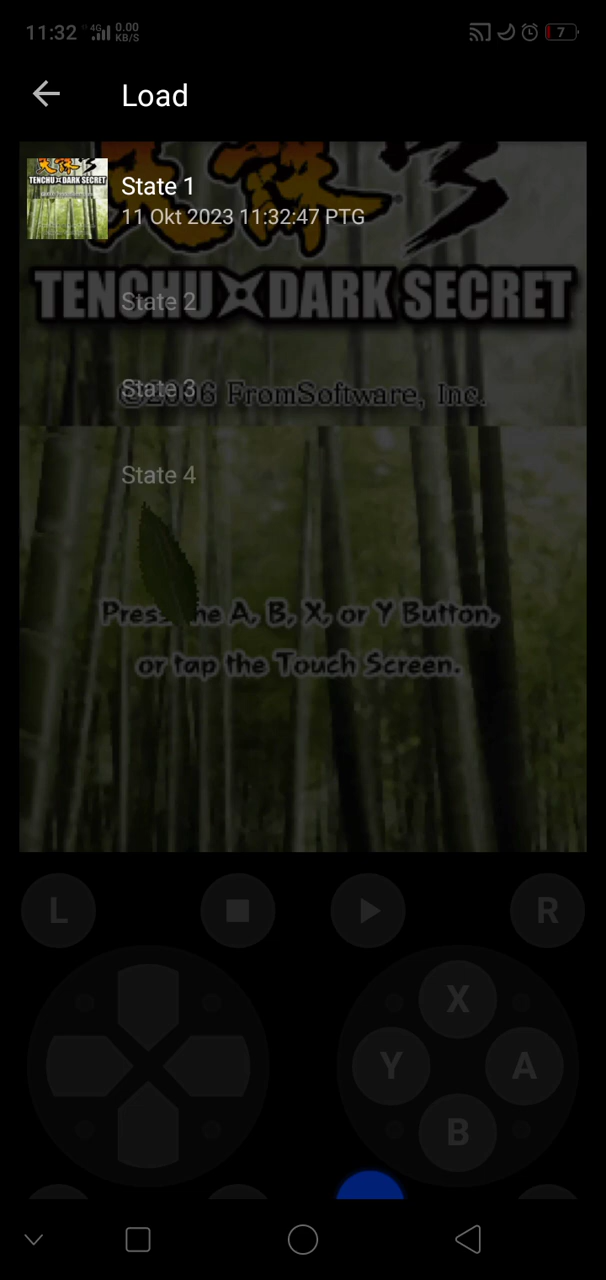 11:32 4G 0.00 KB/S 7
Load
State 1
11 Okt 2023 11:32:47 PTG
TENCHU DARK SECRET
State 2
State 3
©2006 FromSoftware, Inc.
State 4
Press the A, B, X, or Y Button,
or tap the Touch Screen.
L R
X
Y A
B